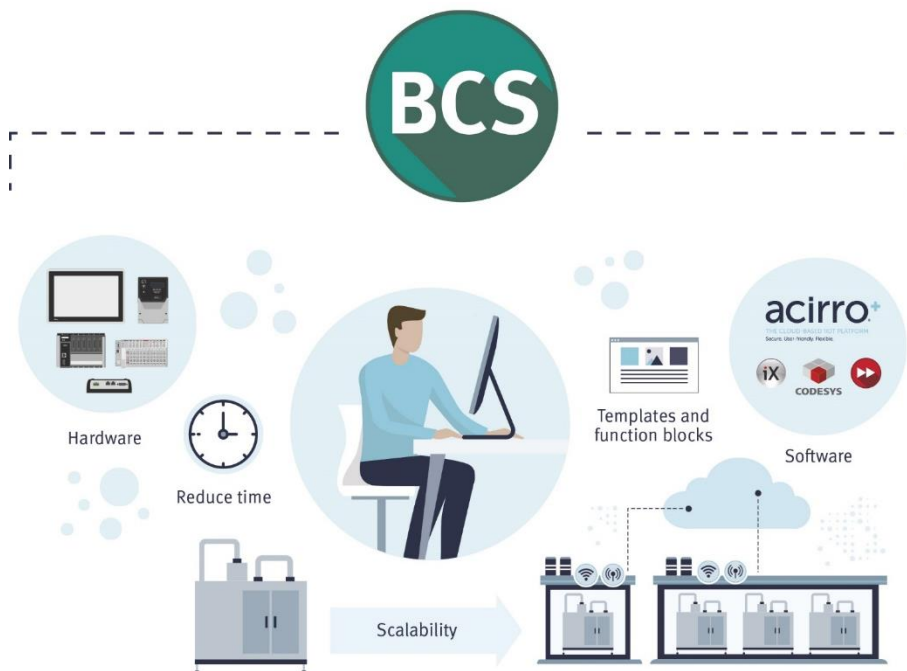 BCS
Hardware
Reduce time
Templates and
function blocks
acirro+
THE CLOUD BASED IIOT PLATFORM
Secure. User friendly. Flexible.
iX
CODESYS
Software
Scalability